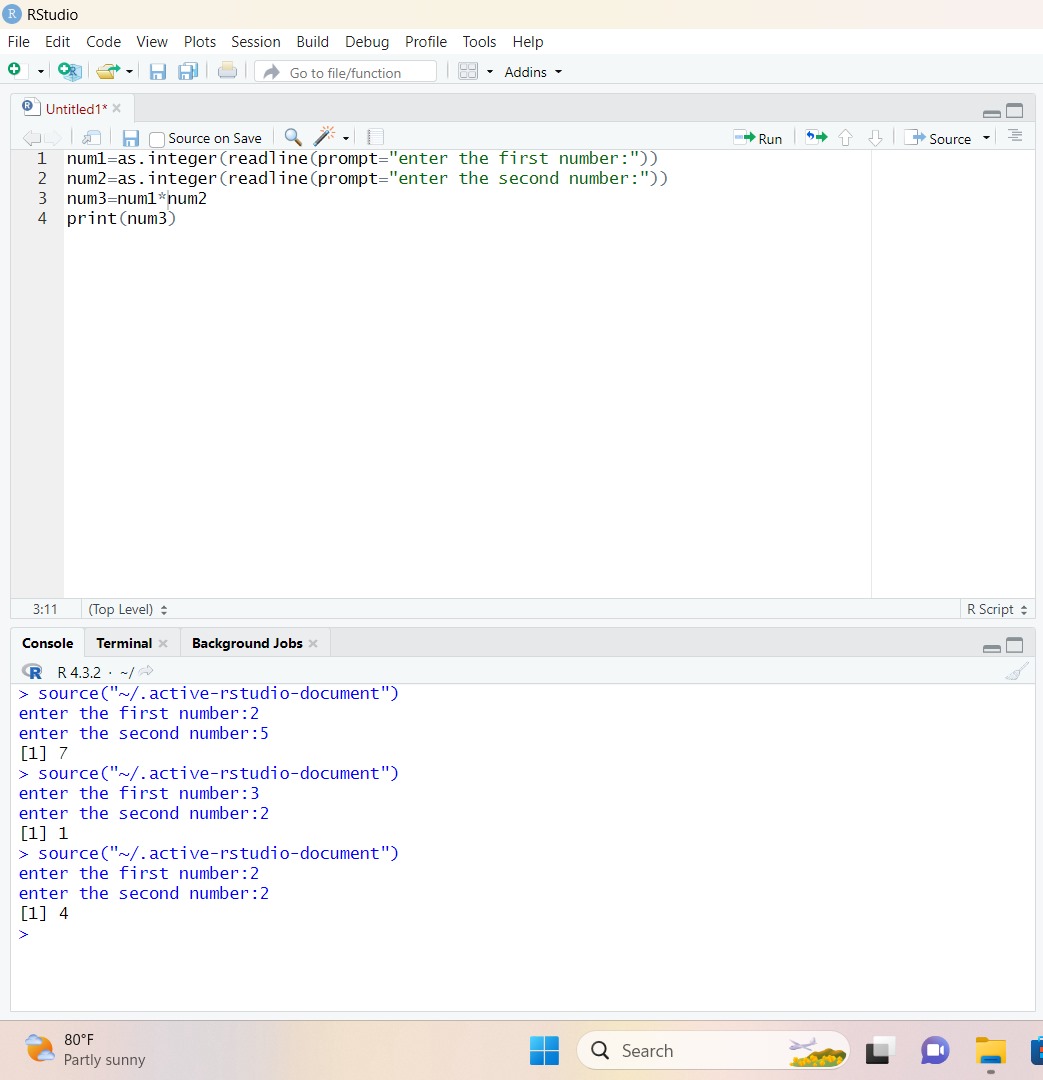 RStudio
File Edit Code View Plots Session Build Debug Profile Tools Help
Go to file/function Addins
Untitled1*
Source on Save Run Source
1 num1=as.integer(readline(prompt="enter the first number:"))
2 num2=as.integer(readline(prompt="enter the second number:"))
3 num3=num1*num2
4 print(num3)
3:11 (Top Level) R Script
Console Terminal Background Jobs
R 4.3.2 · ~/
> source("~/.active-rstudio-document")
enter the first number:2
enter the second number:5
[1] 7
> source("~/.active-rstudio-document")
enter the first number:3
enter the second number:2
[1] 1
> source("~/.active-rstudio-document")
enter the first number:2
enter the second number:2
[1] 4
>
80°F
Partly sunny
Search